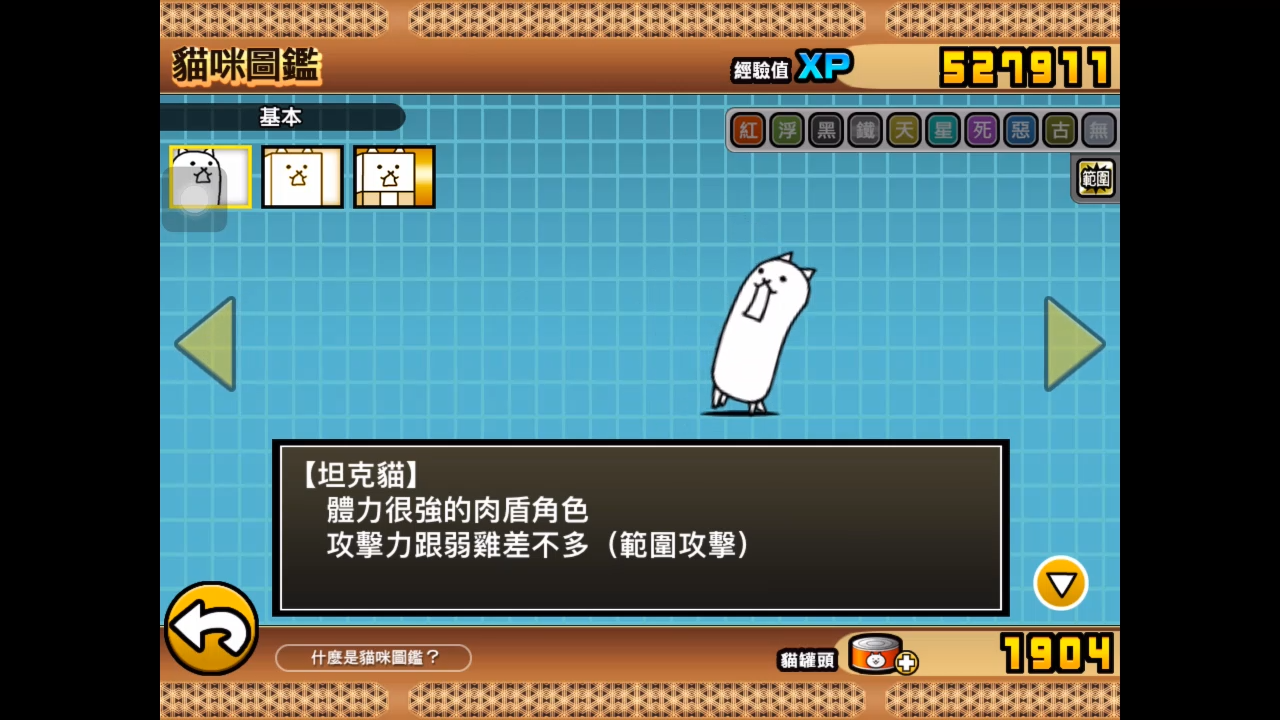 貓咪圖鑑
經驗值 XP 527911
基本
紅 浮 黑 鐵 天 星 死 惡 古 無
範圍
【坦克貓】
體力很強的肉盾角色
攻擊力跟弱雞差不多（範圍攻擊）
什麼是貓咪圖鑑？
貓罐頭 1904